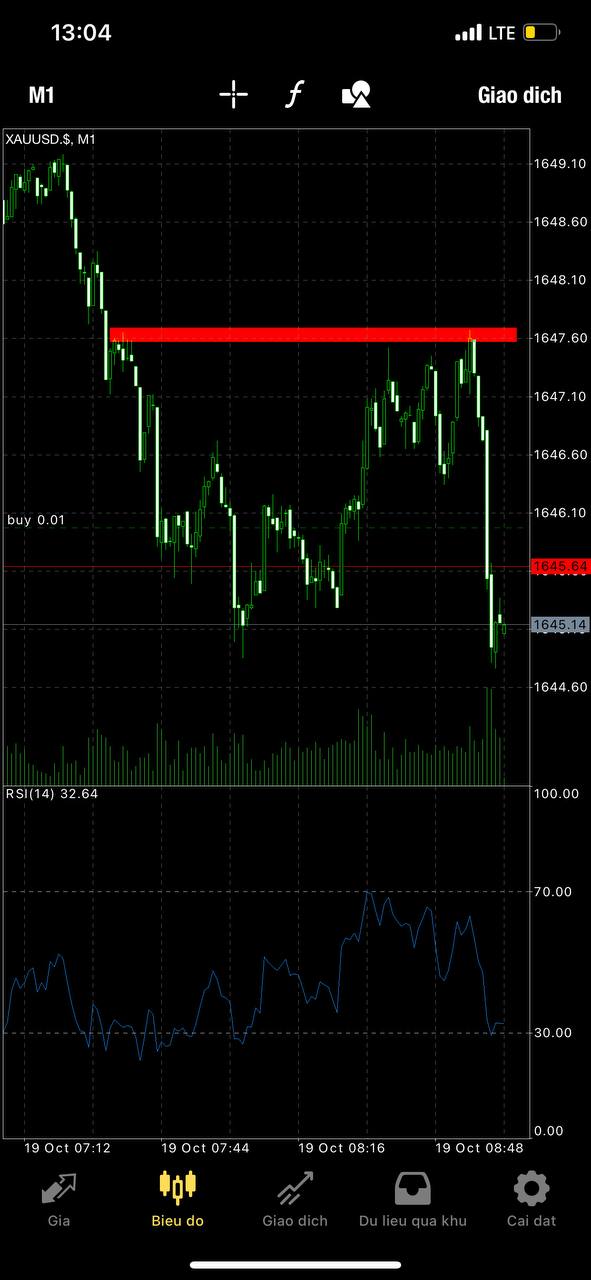 13:04
LTE
M1
Giao dich
XAUUSD.$, M1
1649.10
1648.60
1648.10
1647.60
1647.10
1646.60
1646.10
buy 0.01
1645.64
1645.14
1644.60
RSI(14) 32.64
100.00
70.00
30.00
0.00
19 Oct 07:12
19 Oct 07:44
19 Oct 08:16
19 Oct 08:48
Gia
Bieu do
Giao dich
Du lieu qua khu
Cai dat